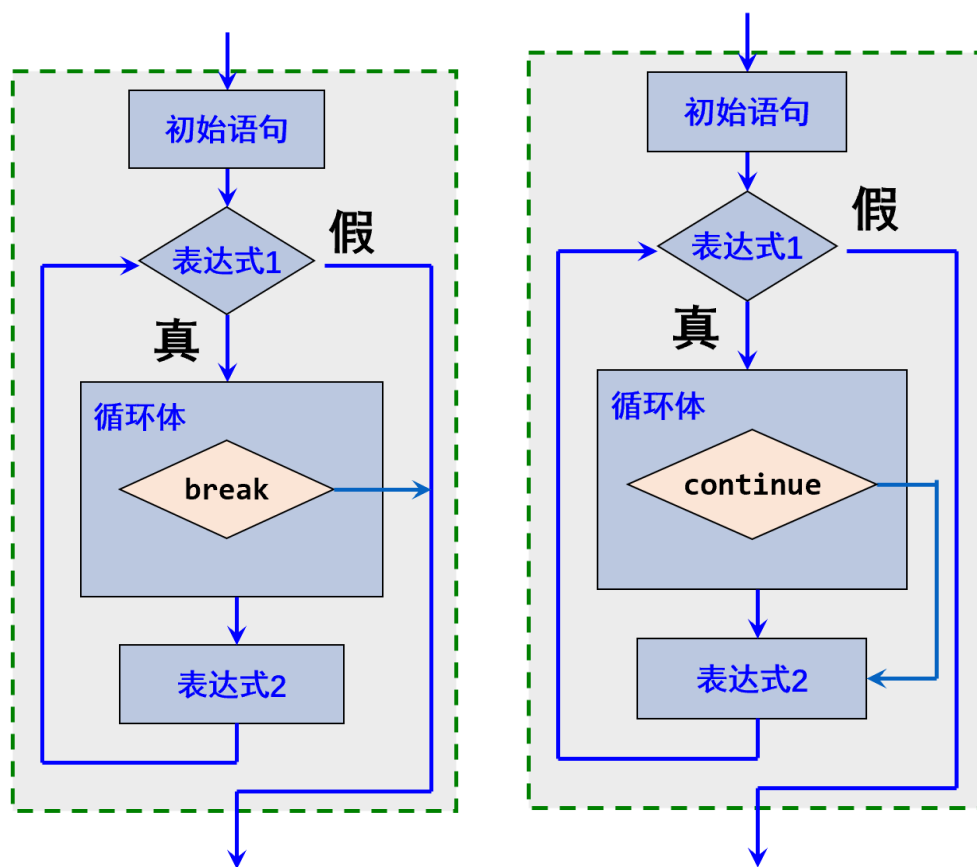 初始语句
表达式1
假
真
循环体
break
表达式2
初始语句
表达式1
假
真
循环体
continue
表达式2